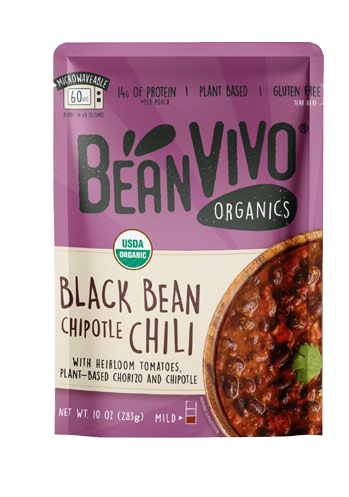 MICROWAVEABLE
60 SEC
READY IN 60 SECONDS
14g OF PROTEIN | PLANT BASED | GLUTEN FREE
*PER POUCH
TEAR HERE
BEANVIVO®
ORGANICS
USDA
ORGANIC
BLACK BEAN
CHIPOTLE CHILI
WITH HEIRLOOM TOMATOES,
PLANT-BASED CHORIZO AND CHIPOTLE
NET WT. 10 OZ (283g) MILD